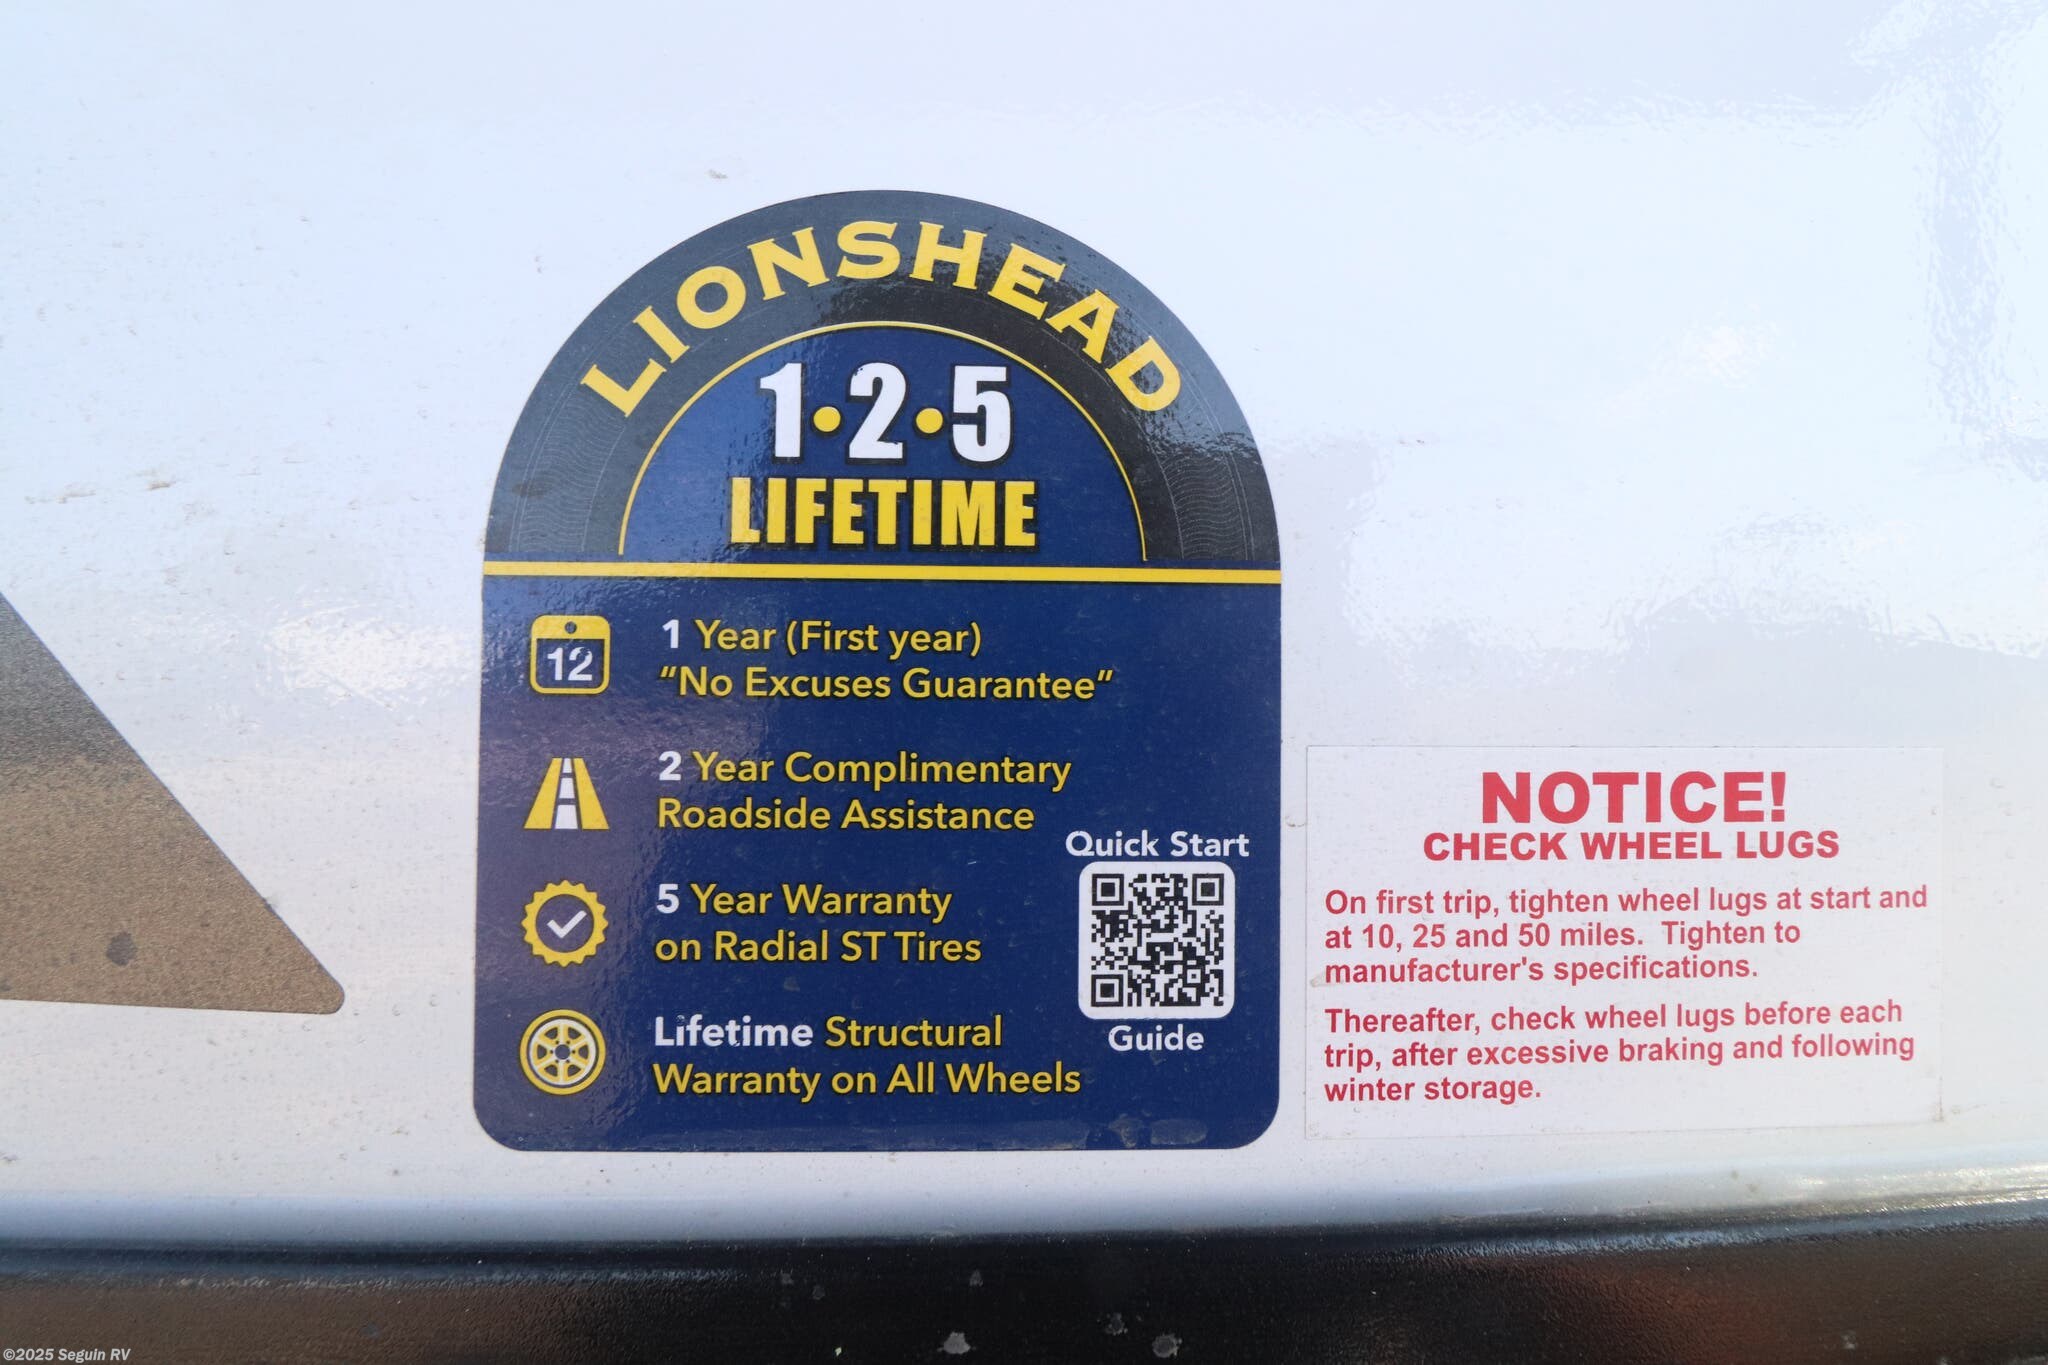 LIONSHEAD
1•2•5
LIFETIME
12
1 Year (First year)
“No Excuses Guarantee”
2 Year Complimentary
Roadside Assistance
5 Year Warranty
on Radial ST Tires
Lifetime Structural
Warranty on All Wheels
Quick Start
Guide
NOTICE!
CHECK WHEEL LUGS
On first trip, tighten wheel lugs at start and
at 10, 25 and 50 miles. Tighten to
manufacturer's specifications.
Thereafter, check wheel lugs before each
trip, after excessive braking and following
winter storage.
©2025 Seguin RV